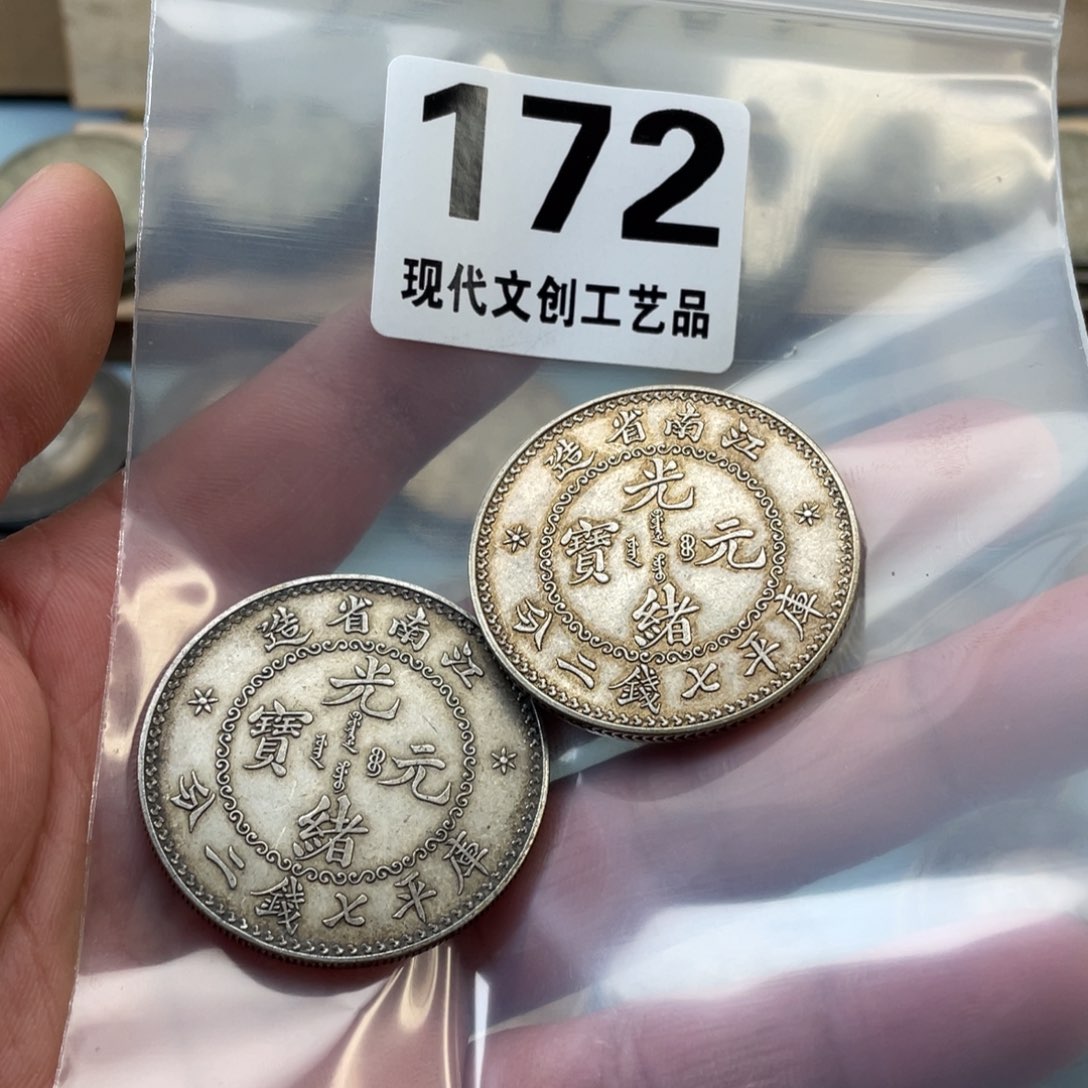 172
现代文创工艺品
江南省造
光緒元寶
庫平七錢二分
江南省造
光緒元寶
庫平七錢二分